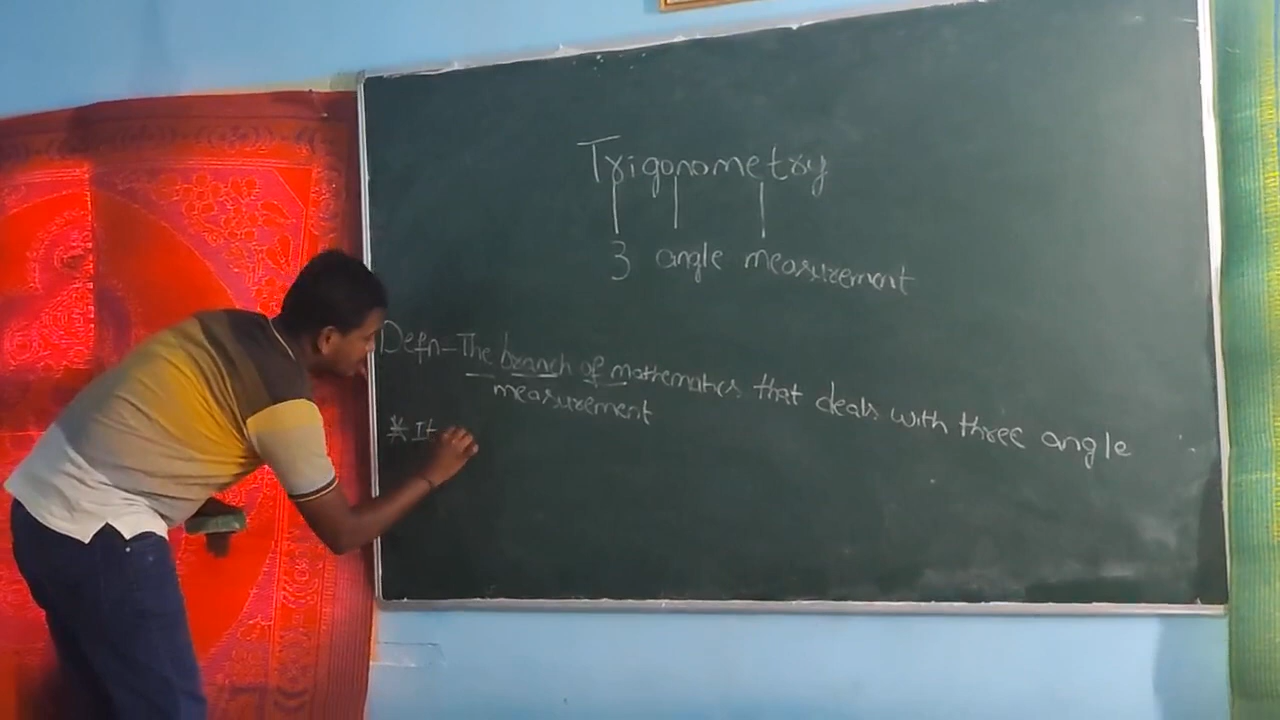 Trigonometry
3 angle measurement
Defn-The branch of mathematics that deals with three angle
measurement
* It